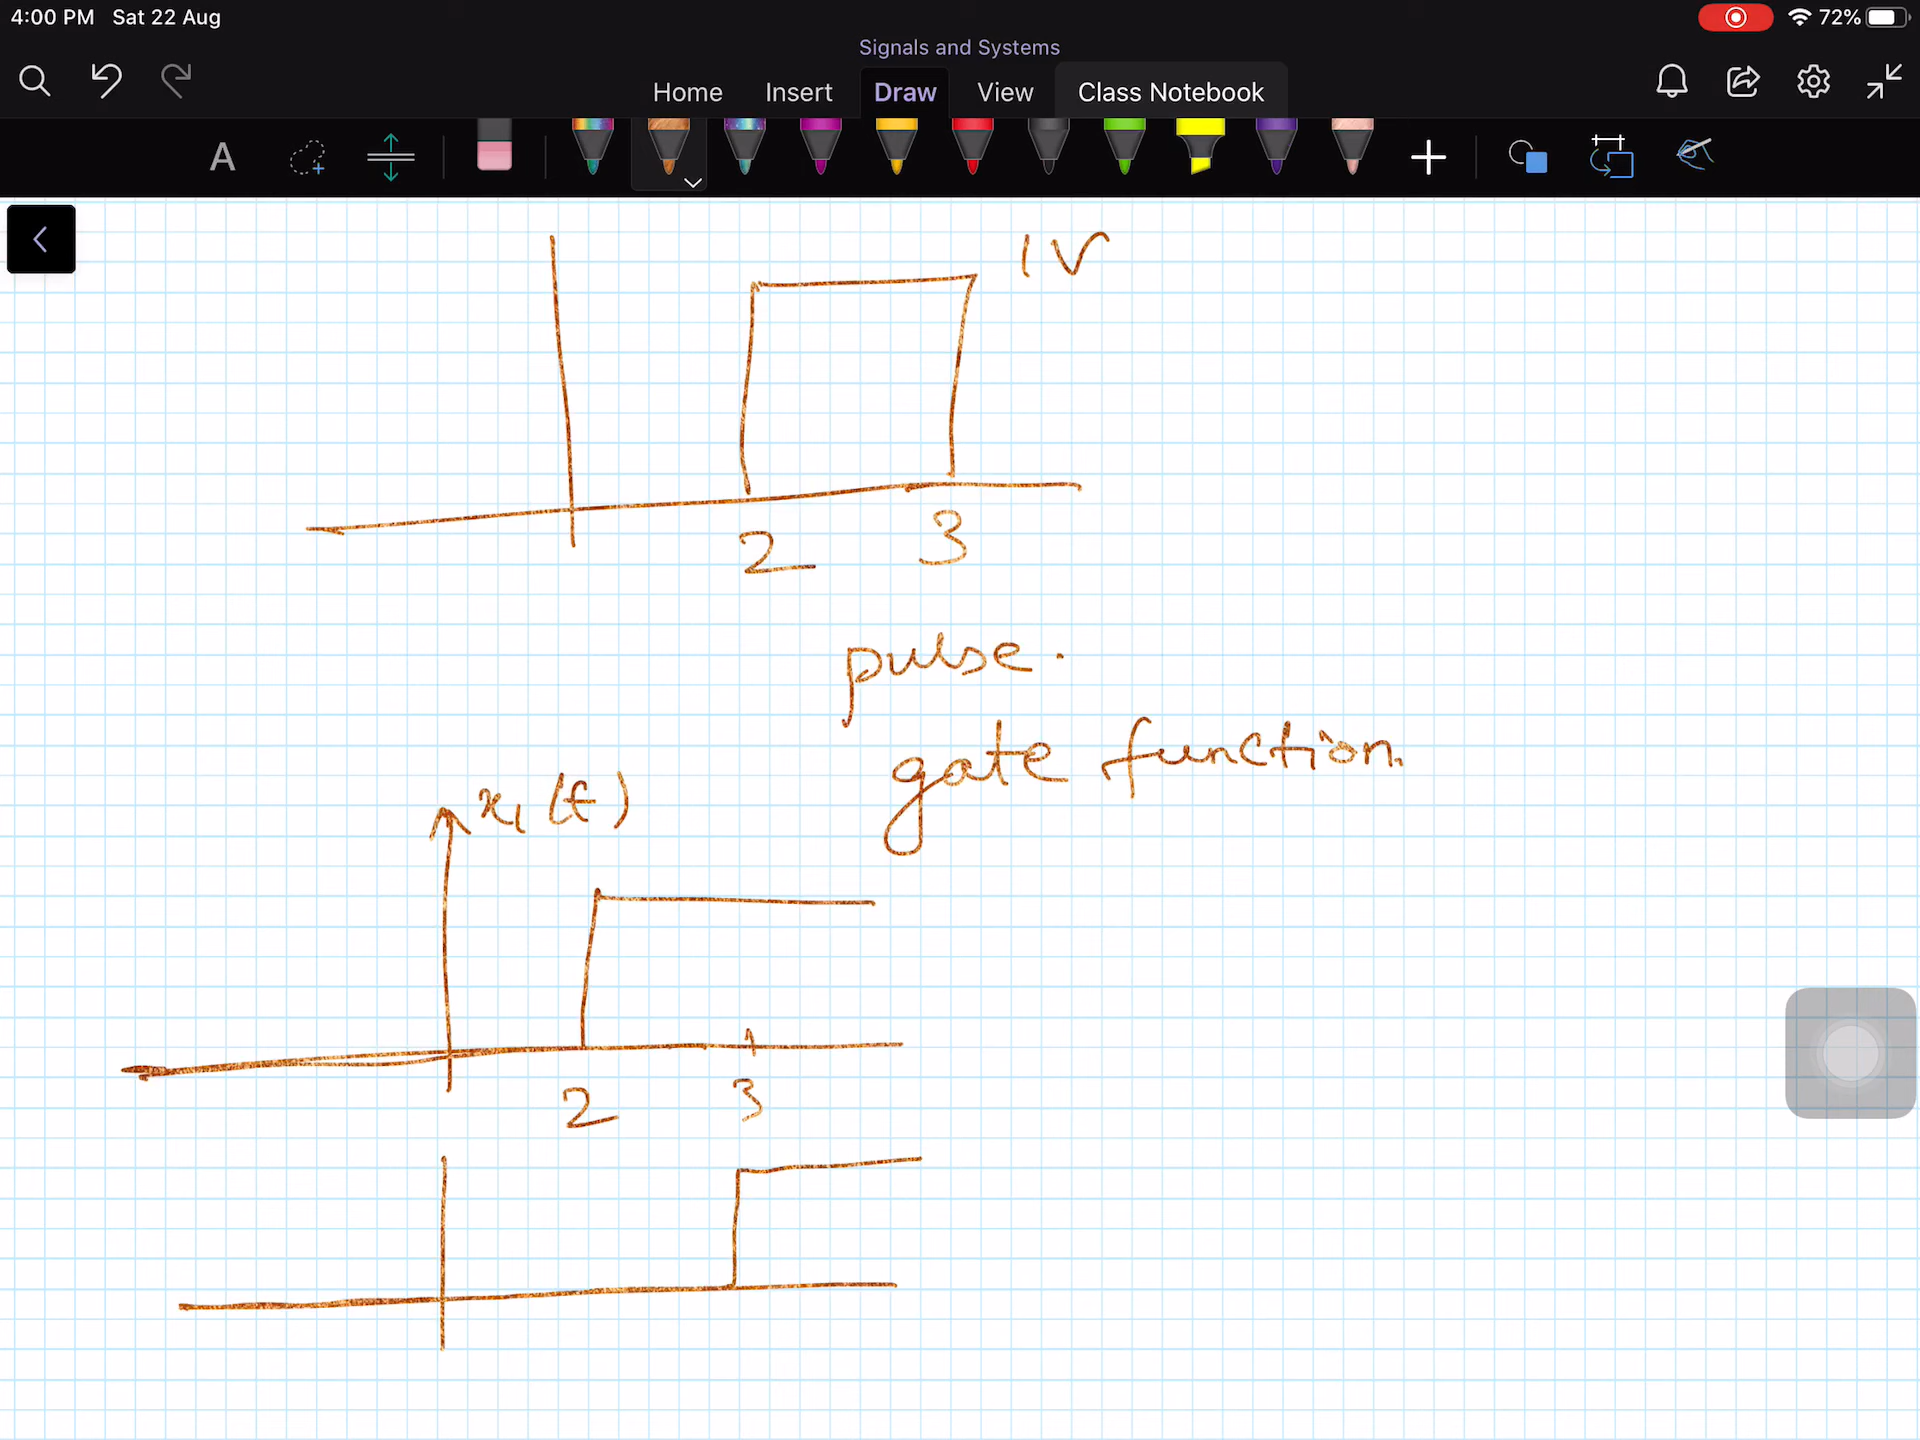 4:00 PM Sat 22 Aug
72%
Signals and Systems
Home Insert Draw View Class Notebook
A
1V
2 3
pulse.
gate function.
x₁(t)
2 3